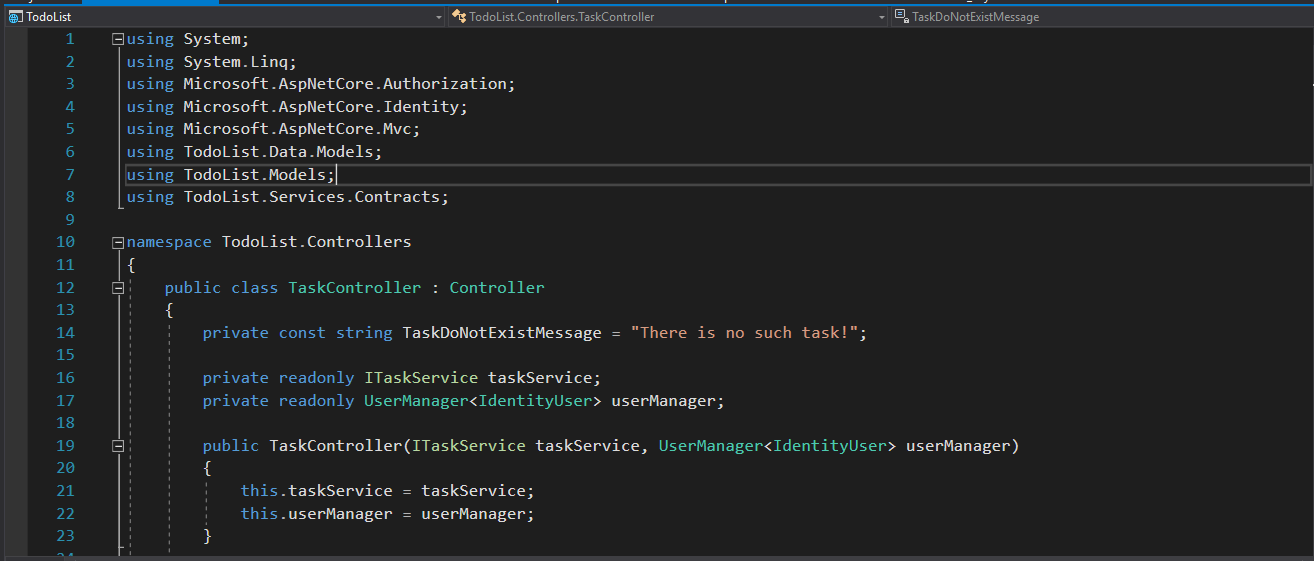 TodoList
TodoList.Controllers.TaskController
TaskDoNotExistMessage
1 using System;
2 using System.Linq;
3 using Microsoft.AspNetCore.Authorization;
4 using Microsoft.AspNetCore.Identity;
5 using Microsoft.AspNetCore.Mvc;
6 using TodoList.Data.Models;
7 using TodoList.Models;
8 using TodoList.Services.Contracts;
9
10 namespace TodoList.Controllers
11 {
12 public class TaskController : Controller
13 {
14 private const string TaskDoNotExistMessage = "There is no such task!";
15
16 private readonly ITaskService taskService;
17 private readonly UserManager<IdentityUser> userManager;
18
19 public TaskController(ITaskService taskService, UserManager<IdentityUser> userManager)
20 {
21 this.taskService = taskService;
22 this.userManager = userManager;
23 }